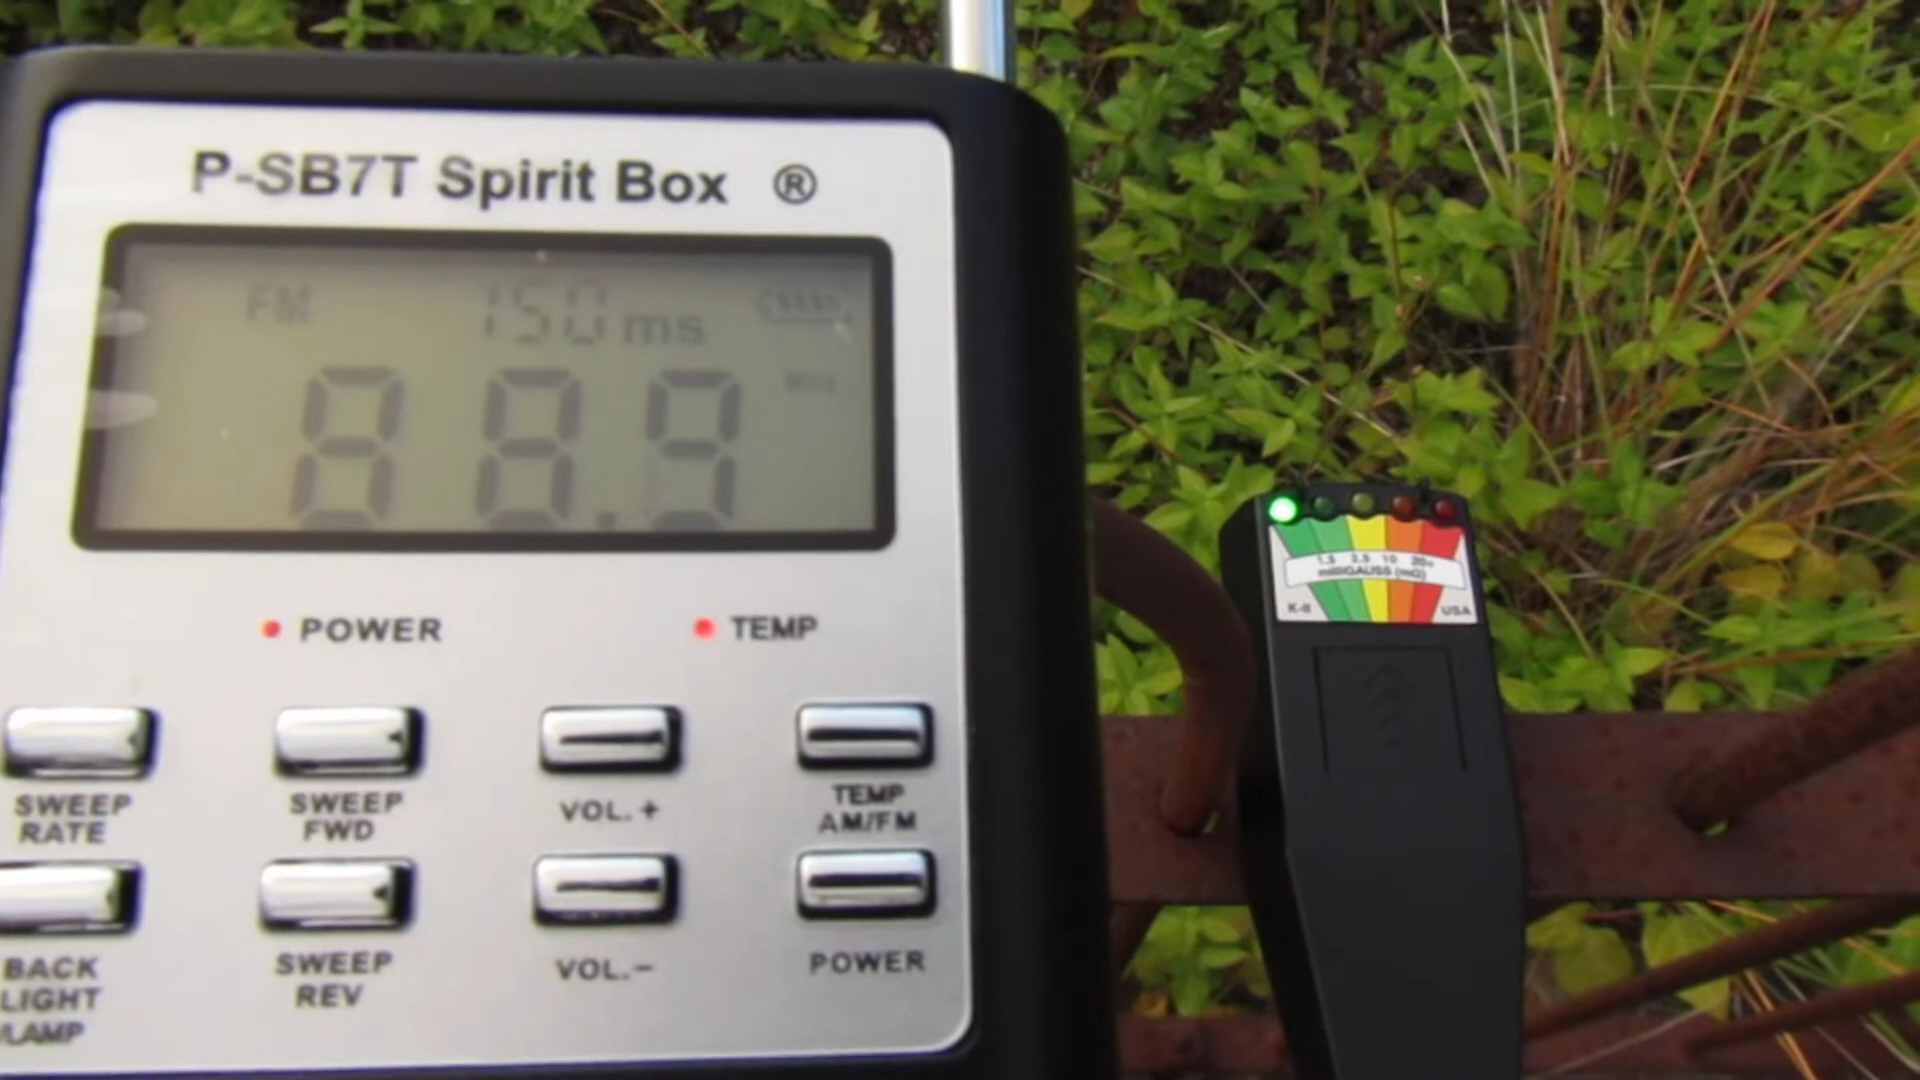 P-SB7T Spirit Box ®
FM 150 ms
88.9 MHz
POWER TEMP
SWEEP RATE
SWEEP FWD
VOL. +
TEMP AM/FM
BACK LIGHT /LAMP
SWEEP REV
VOL. -
POWER
1.5 2.5 10 20+
milliGAUSS (mG)
K-II USA